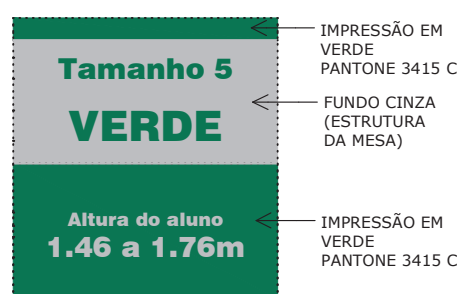 IMPRESSÃO EM
VERDE
PANTONE 3415 C
Tamanho 5
VERDE
FUNDO CINZA
(ESTRUTURA
DA MESA)
Altura do aluno
1.46 a 1.76m
IMPRESSÃO EM
VERDE
PANTONE 3415 C